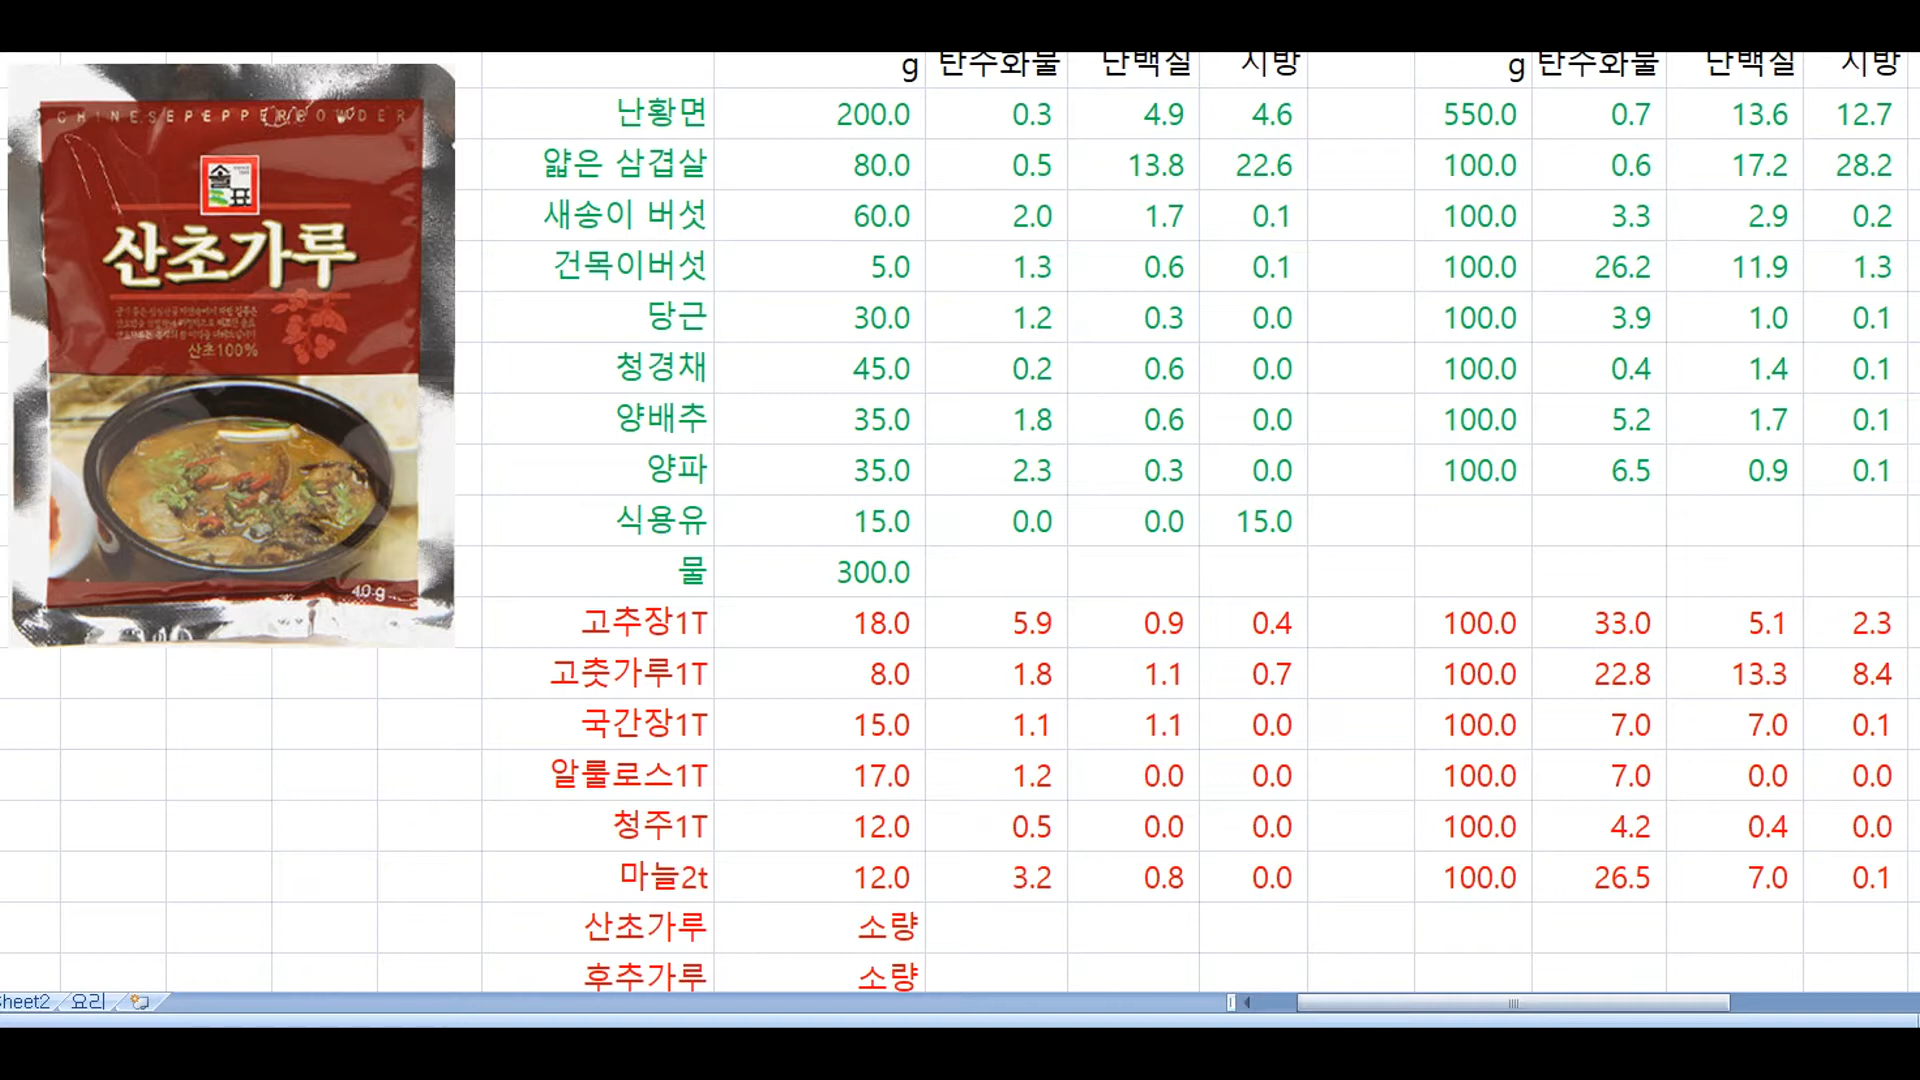 g 탄수화물 단백질 지방 g 탄수화물 단백질 지방
CHINESEPEPPERPOWDER
난황면 200.0 0.3 4.9 4.6 550.0 0.7 13.6 12.7
얇은 삼겹살 80.0 0.5 13.8 22.6 100.0 0.6 17.2 28.2
새송이 버섯 60.0 2.0 1.7 0.1 100.0 3.3 2.9 0.2
산초가루
건목이버섯 5.0 1.3 0.6 0.1 100.0 26.2 11.9 1.3
당근 30.0 1.2 0.3 0.0 100.0 3.9 1.0 0.1
산초100%
청경채 45.0 0.2 0.6 0.0 100.0 0.4 1.4 0.1
양배추 35.0 1.8 0.6 0.0 100.0 5.2 1.7 0.1
양파 35.0 2.3 0.3 0.0 100.0 6.5 0.9 0.1
식용유 15.0 0.0 0.0 15.0
물 300.0
40g
고추장1T 18.0 5.9 0.9 0.4 100.0 33.0 5.1 2.3
고춧가루1T 8.0 1.8 1.1 0.7 100.0 22.8 13.3 8.4
국간장1T 15.0 1.1 1.1 0.0 100.0 7.0 7.0 0.1
알룰로스1T 17.0 1.2 0.0 0.0 100.0 7.0 0.0 0.0
청주1T 12.0 0.5 0.0 0.0 100.0 4.2 0.4 0.0
마늘2t 12.0 3.2 0.8 0.0 100.0 26.5 7.0 0.1
산초가루 소량
후추가루 소량
heet2 요리